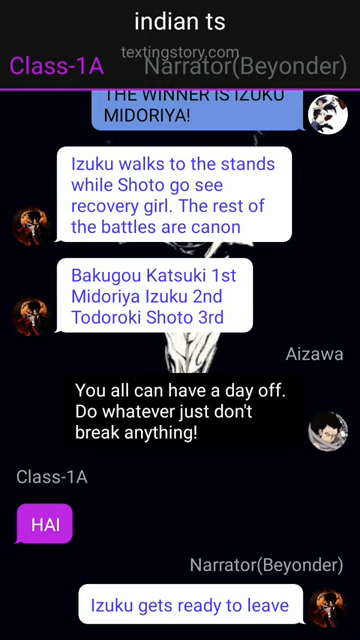 indian ts
textingstory.com
Class-1A
Narrator(Beyonder)
THE WINNER IS IZUKU
MIDORIYA!
Izuku walks to the stands
while Shoto go see
recovery girl. The rest of
the battles are canon
Bakugou Katsuki 1st
Midoriya Izuku 2nd
Todoroki Shoto 3rd
Aizawa
You all can have a day off.
Do whatever just don't
break anything!
Class-1A
HAI
Narrator(Beyonder)
Izuku gets ready to leave